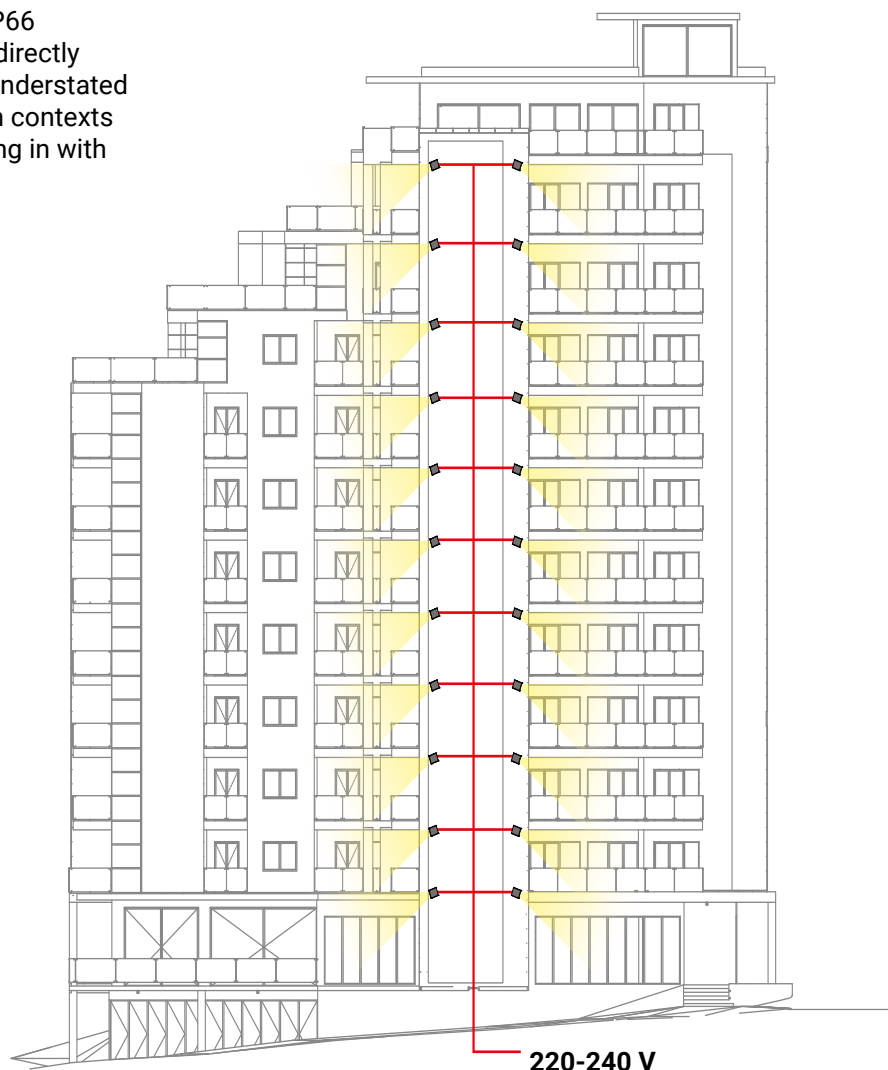 P66
directly
nderstated
contexts
ng in with
220-240 V